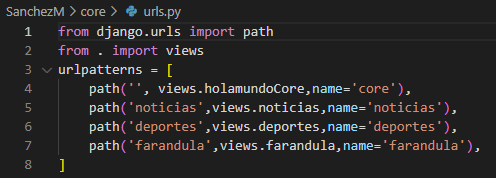 SanchezM > core > urls.py
1 from django.urls import path
2 from . import views
3 urlpatterns = [
4     path('', views.holamundoCore,name='core'),
5     path('noticias',views.noticias,name='noticias'),
6     path('deportes',views.deportes,name='deportes'),
7     path('farandula',views.farandula,name='farandula'),
8 ]